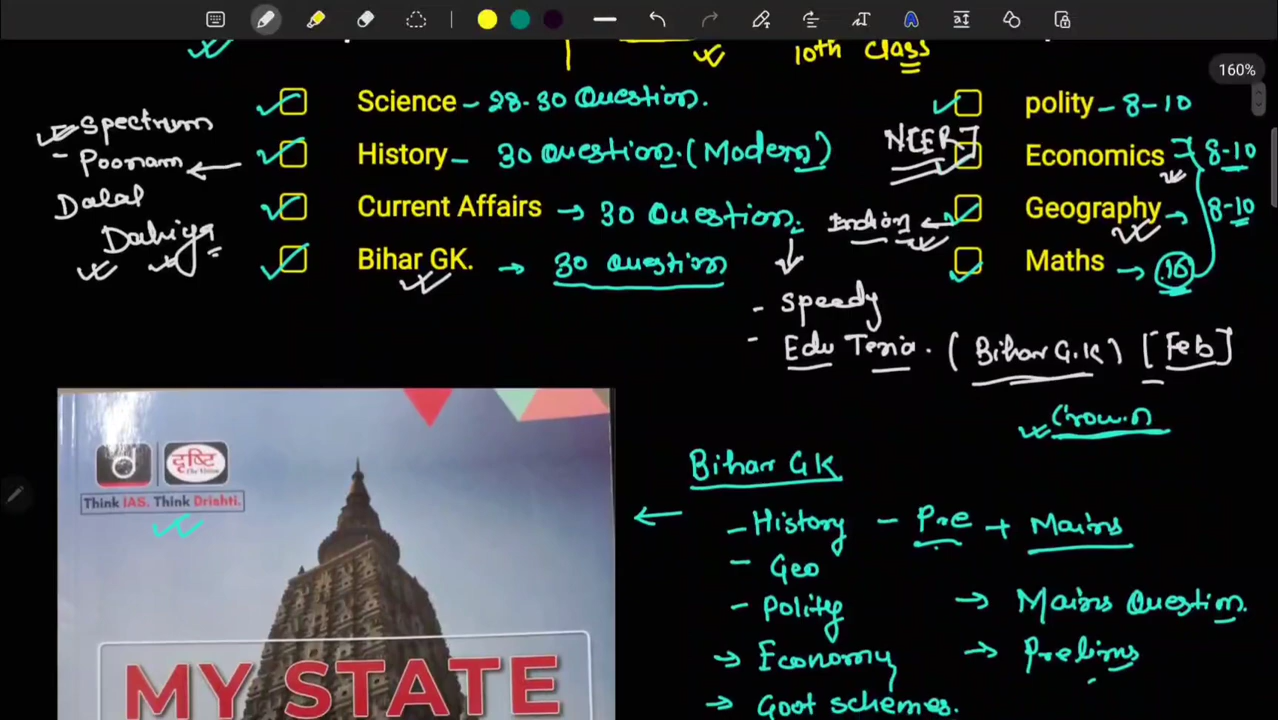 160%
10th class
Science - 28-30 Question.
polity - 8-10
Spectrum
History - 30 Question. (Modern)
NCERT
Economics 8-10
- Poonam
Dalal
Dahiya
Current Affairs → 30 Question.
Indian
Geography → 8-10
Bihar GK. → 30 Question
Maths → 16
- Speedy
- Edu Teria. (Bihar G.K) [Feb]
Crown
दृष्टि
The Vision
Think IAS. Think Drishti.
MY STATE
Bihar GK
- History - Pre + Mains
- Geo
- Polity → Mains Question.
→ Economy → Prelims
→ Govt schemes.